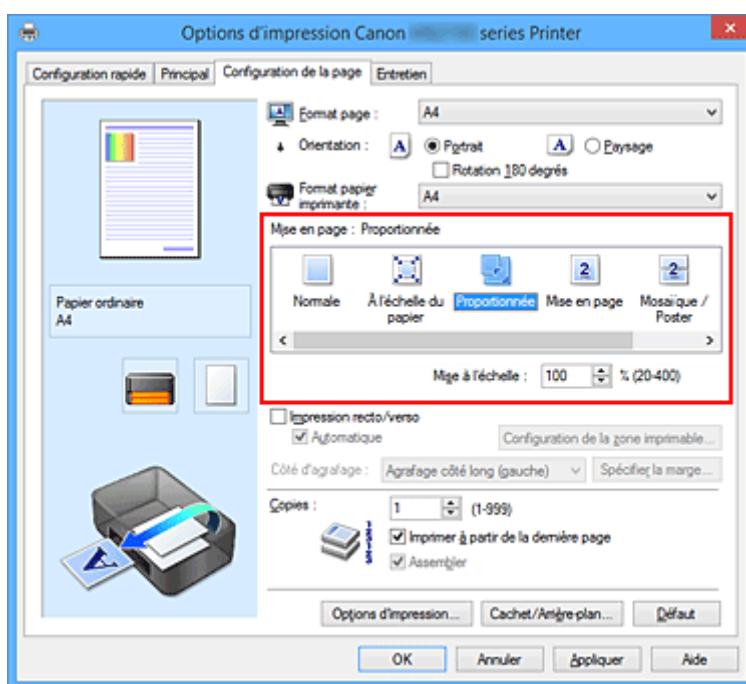 Options d'impression Canon series Printer
Configuration rapide Principal Configuration de la page Entretien
Format page : A4
Orientation : A Portrait A Paysage
Rotation 180 degrés
Format papier imprimante : A4
Mise en page : Proportionnée
2 2
Normale À l'échelle du papier Proportionnée Mise en page Mosaïque / Poster
Mise à l'échelle : 100 % (20-400)
Papier ordinaire
A4
Impression recto/verso
Automatique Configuration de la zone imprimable...
Côté d'agrafage : Agrafage côté long (gauche) Spécifier la marge...
Copies : 1 (1-999)
Imprimer à partir de la dernière page
Assembler
A
Options d'impression... Cachet/Arrière-plan... Défaut
OK Annuler Appliquer Aide